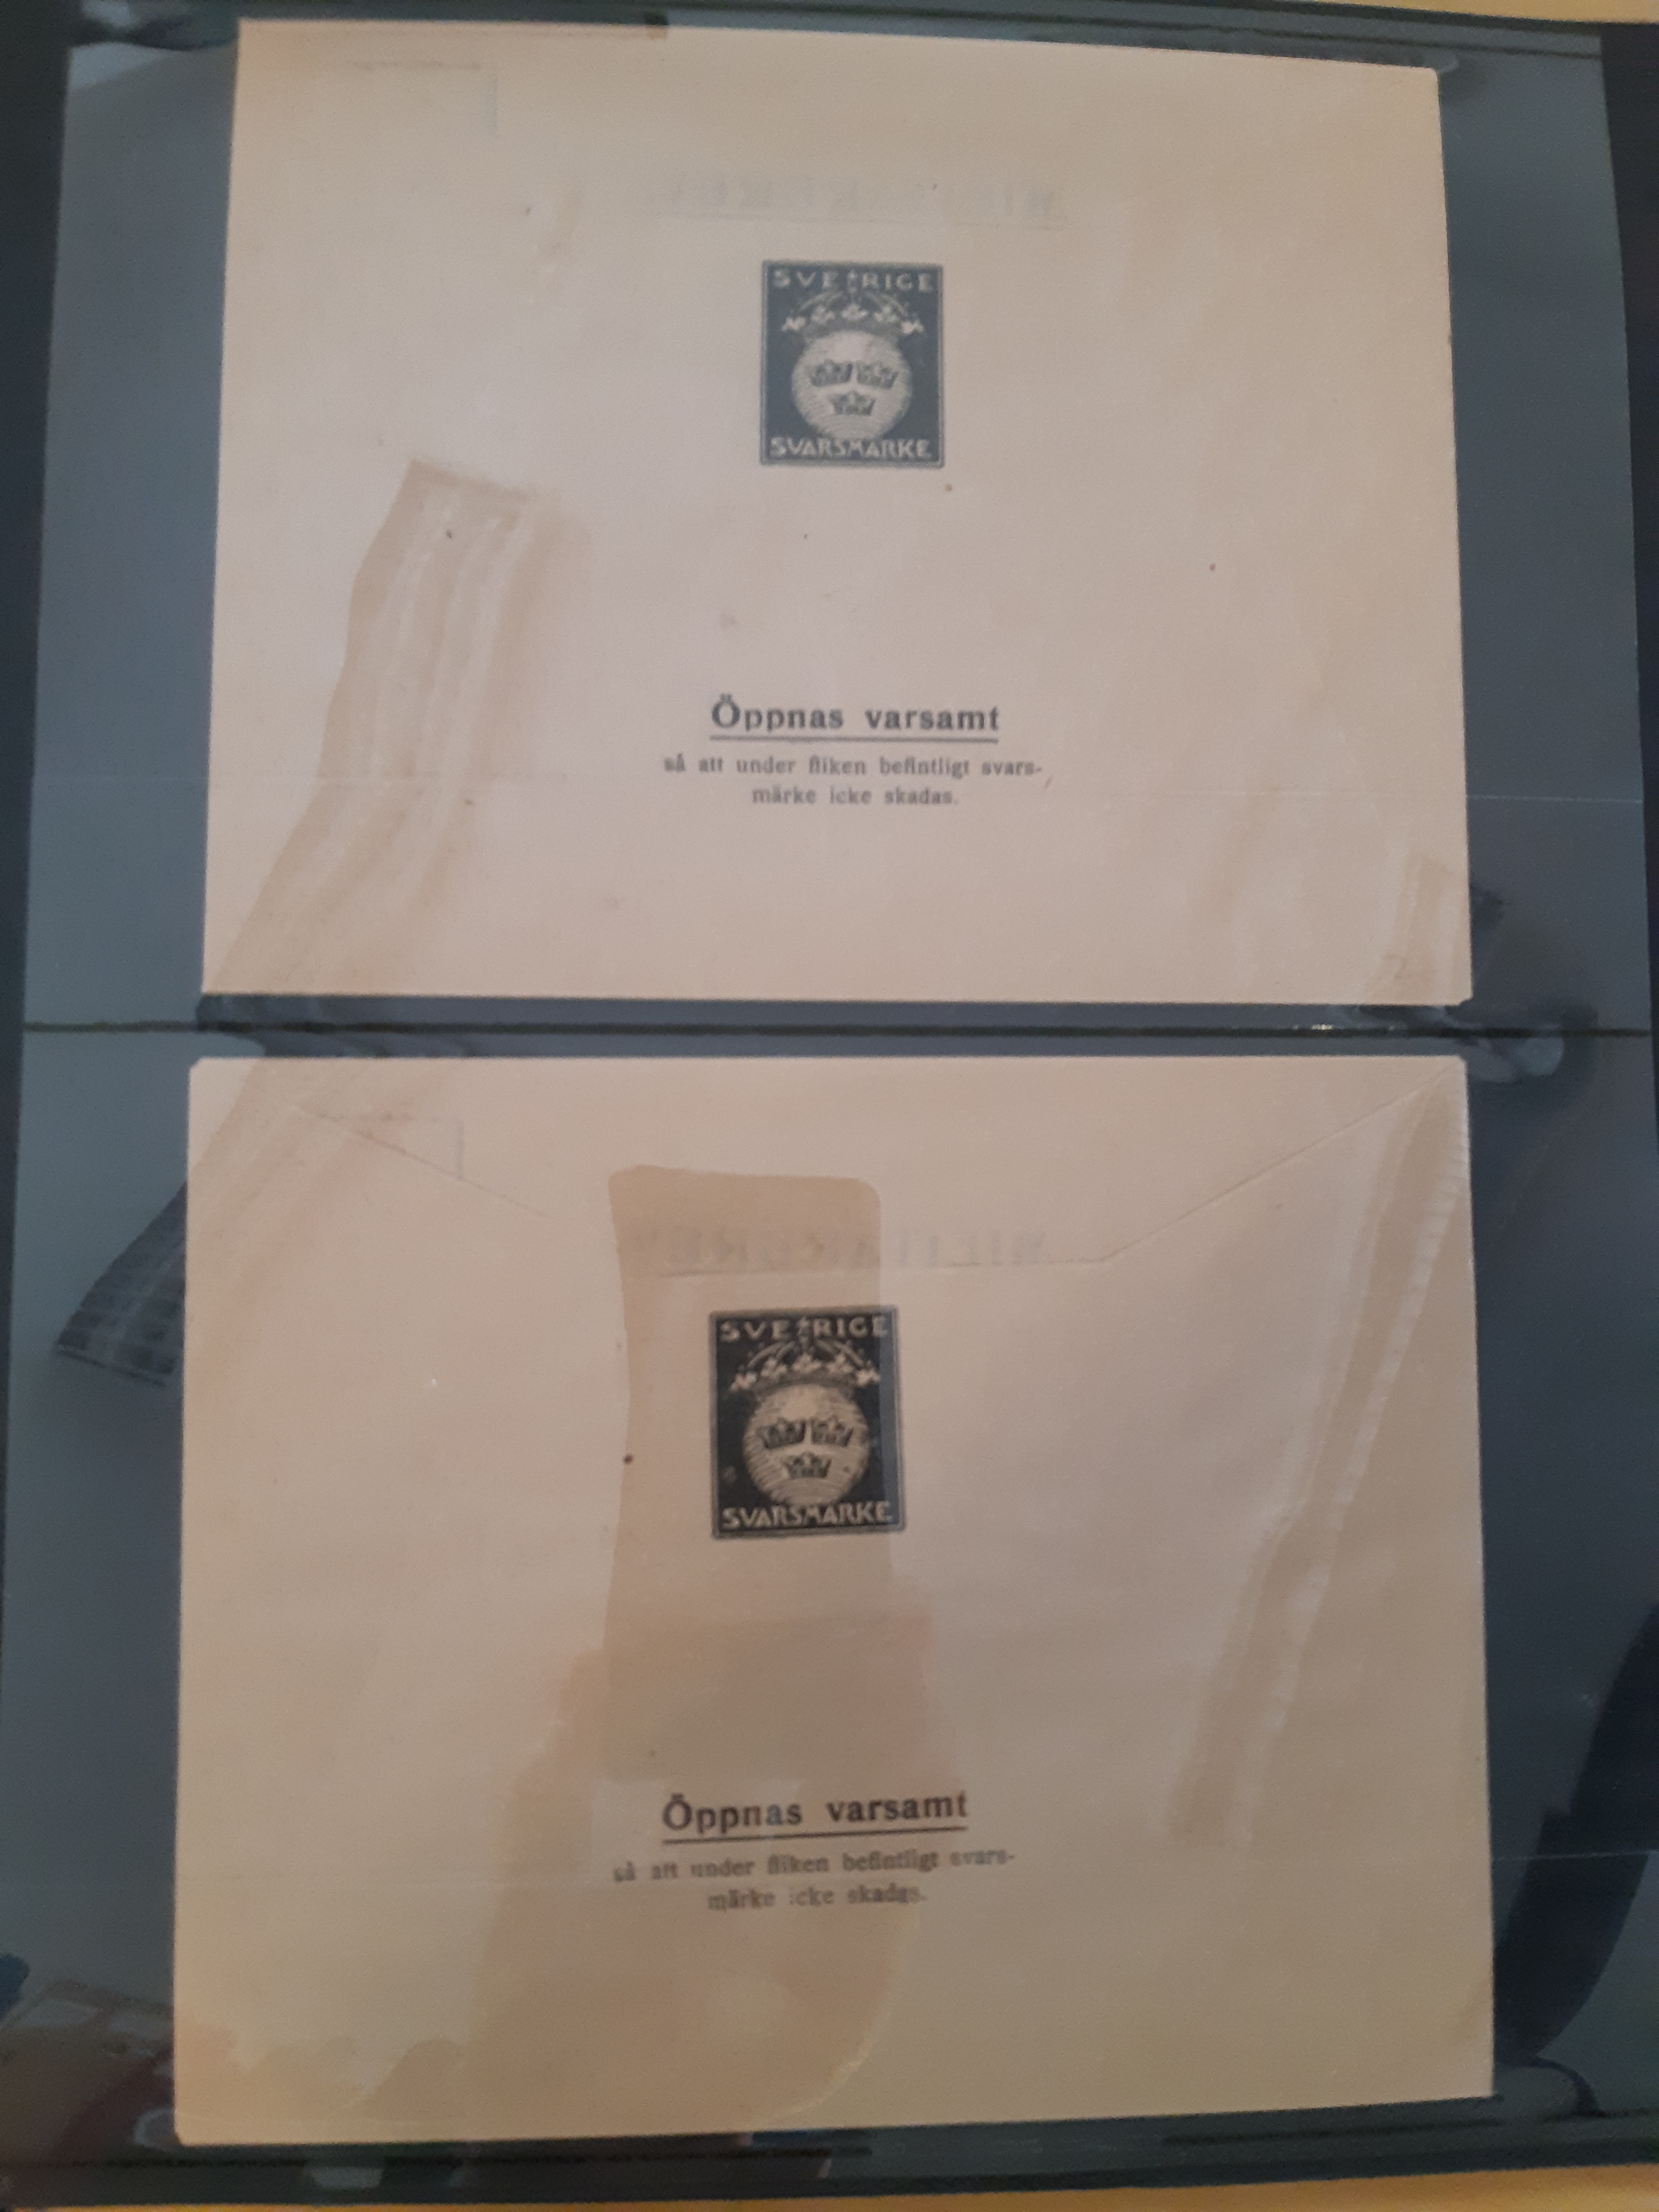 SVERIGE
SVARSMÄRKE
Öppnas varsamt
så att under fliken befintligt svars-
märke icke skadas.
MILITÄRBREV
SVERIGE
SVARSMÄRKE
Öppnas varsamt
så att under fliken befintligt svars-
märke icke skadas.